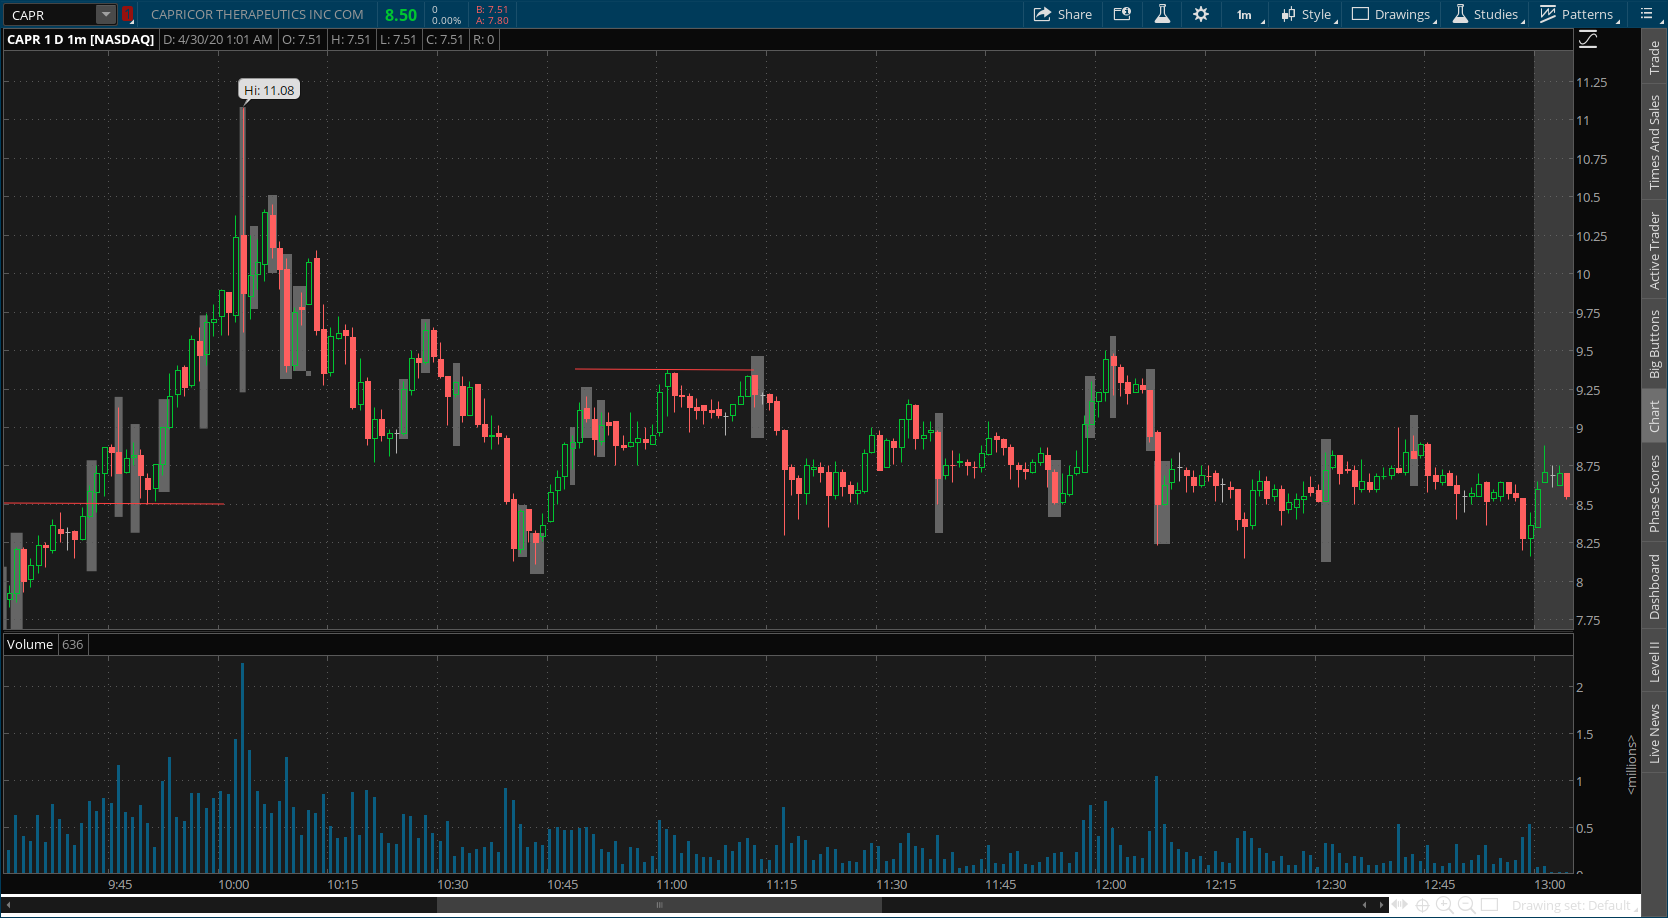 CAPR
1
CAPRICOR THERAPEUTICS INC COM
8.50
0
0.00%
B: 7.51
A: 7.80
Share
1m
Style
Drawings
Studies
Patterns
CAPR 1 D 1m [NASDAQ] D: 4/30/20 1:01 AM O: 7.51 H: 7.51 L: 7.51 C: 7.51 R: 0
Hi: 11.08
11.25
11
10.75
10.5
10.25
10
9.75
9.5
9.25
9
8.75
8.5
8.25
8
7.75
Volume 636
2
1.5
1
0.5
<millions>
9:45 10:00 10:15 10:30 10:45 11:00 11:15 11:30 11:45 12:00 12:15 12:30 12:45 13:00
Drawing set: Default
Trade
Times And Sales
Active Trader
Big Buttons
Chart
Phase Scores
Dashboard
Level II
Live News